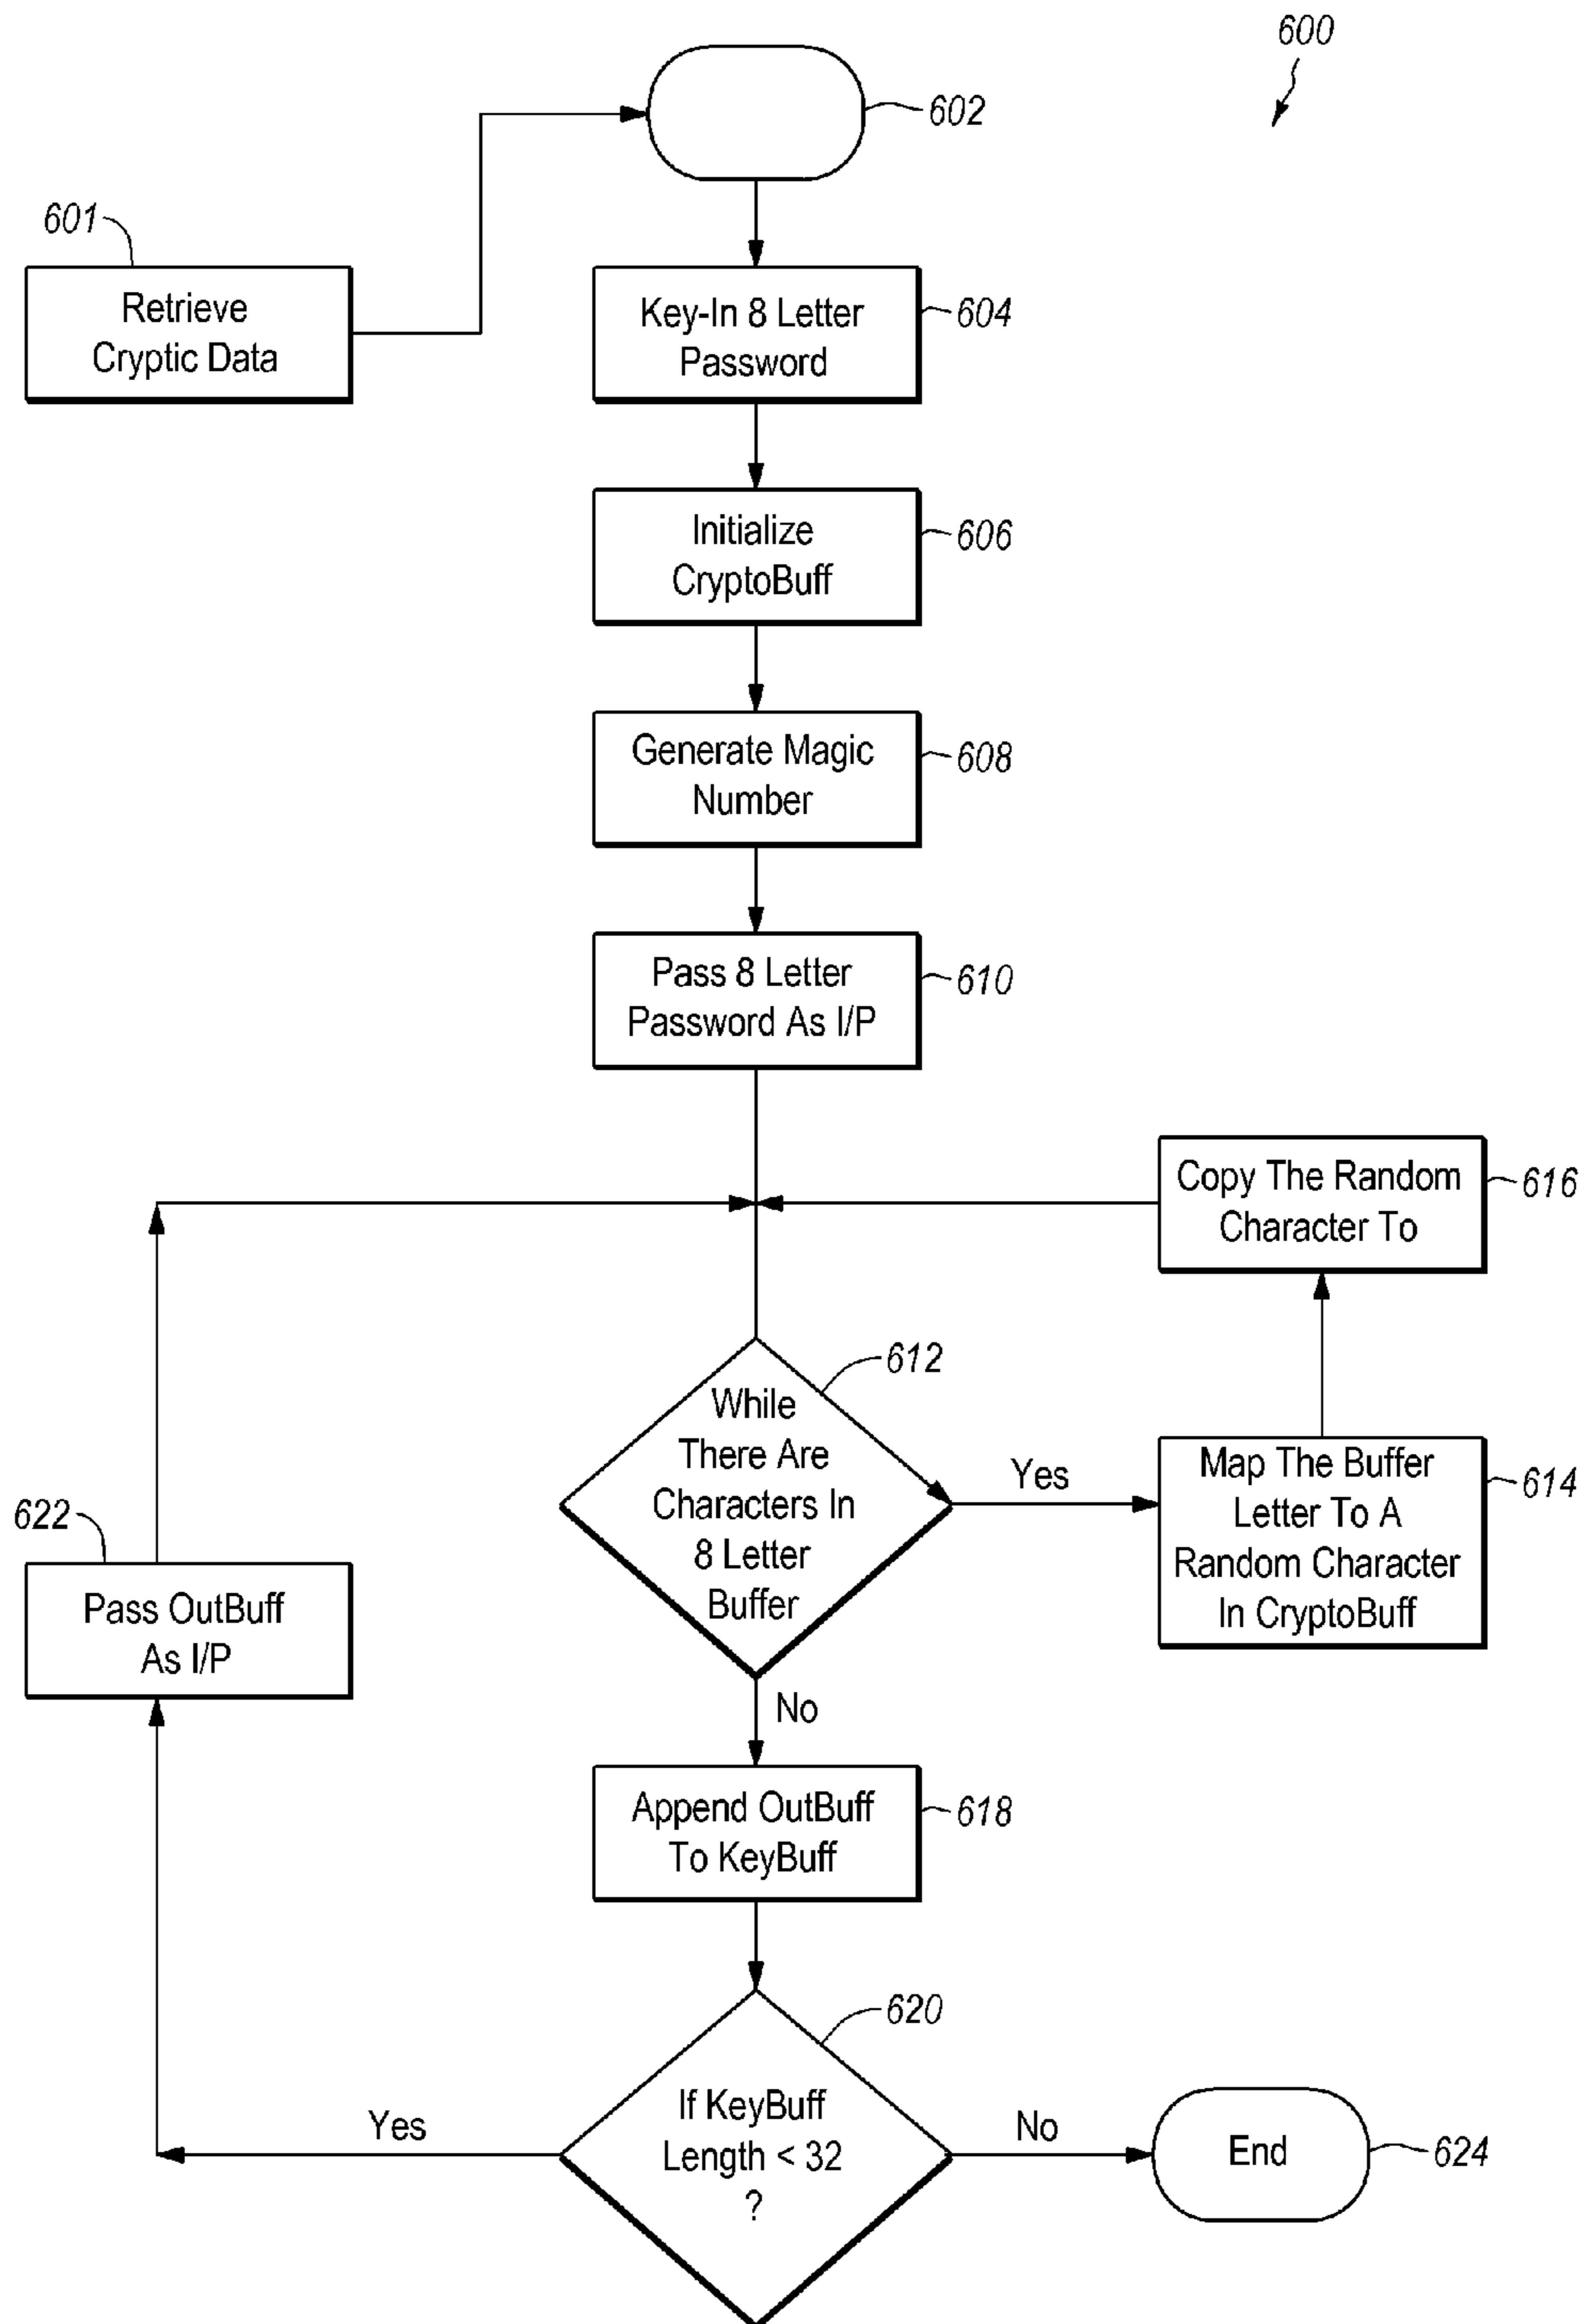 600
602
601
Retrieve
Cryptic Data
Key-In 8 Letter
Password
604
Initialize
CryptoBuff
606
Generate Magic
Number
608
Pass 8 Letter
Password As I/P
610
Copy The Random
Character To
616
612
While
There Are
Characters In
8 Letter
Buffer
Yes
Map The Buffer
Letter To A
Random Character
In CryptoBuff
614
622
Pass OutBuff
As I/P
No
Append OutBuff
To KeyBuff
618
620
If KeyBuff
Length < 32
?
Yes
No
End
624